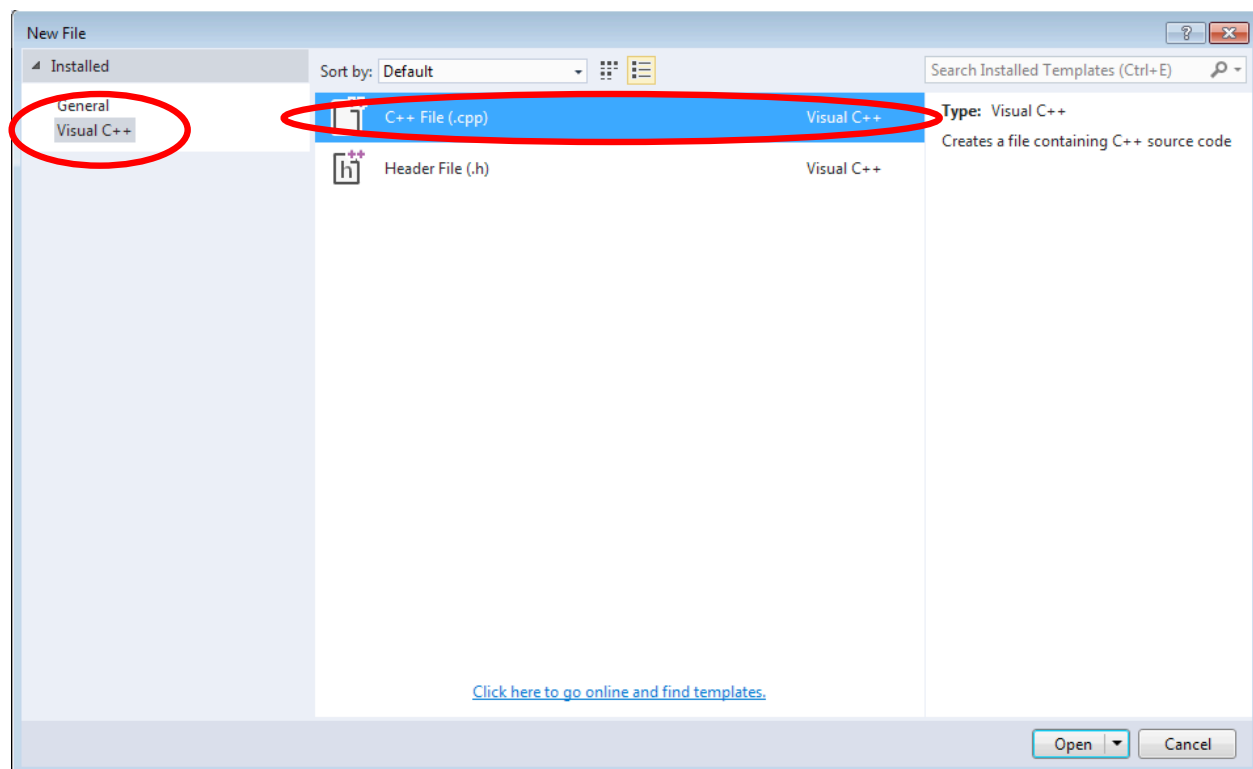 New File
Installed
General
Visual C++
Sort by: Default
Search Installed Templates (Ctrl+E)
C++ File (.cpp) Visual C++
Header File (.h) Visual C++
Type: Visual C++
Creates a file containing C++ source code
Click here to go online and find templates.
Open Cancel